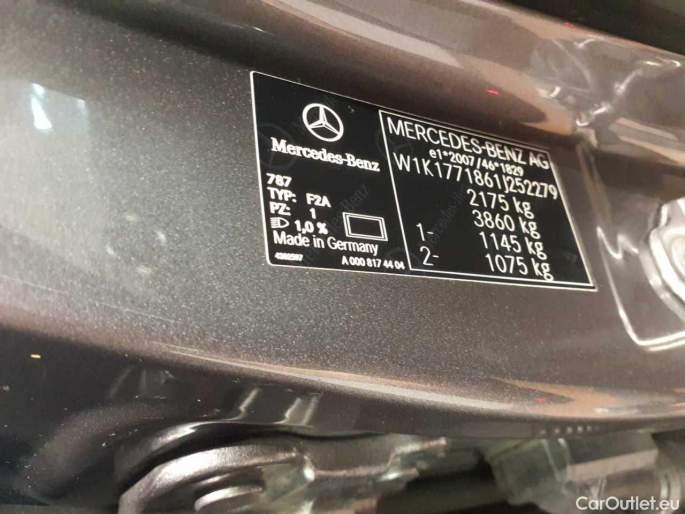 Mercedes-Benz
787
TYP: F2A
PZ: 1
1,0 %
Made in Germany
A 000 817 44 04
MERCEDES-BENZ AG
e1*2007/46*1829
W1K1771861J252279
2175 kg
3860 kg
1- 1145 kg
2- 1075 kg
CarOutlet.eu